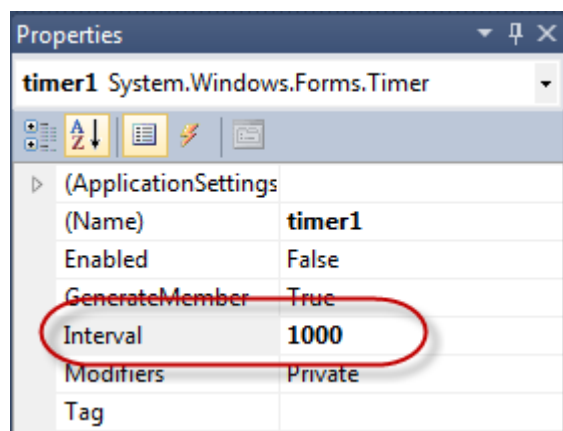 Properties
timer1 System.Windows.Forms.Timer
(ApplicationSettings
(Name) timer1
Enabled False
GenerateMember True
Interval 1000
Modifiers Private
Tag